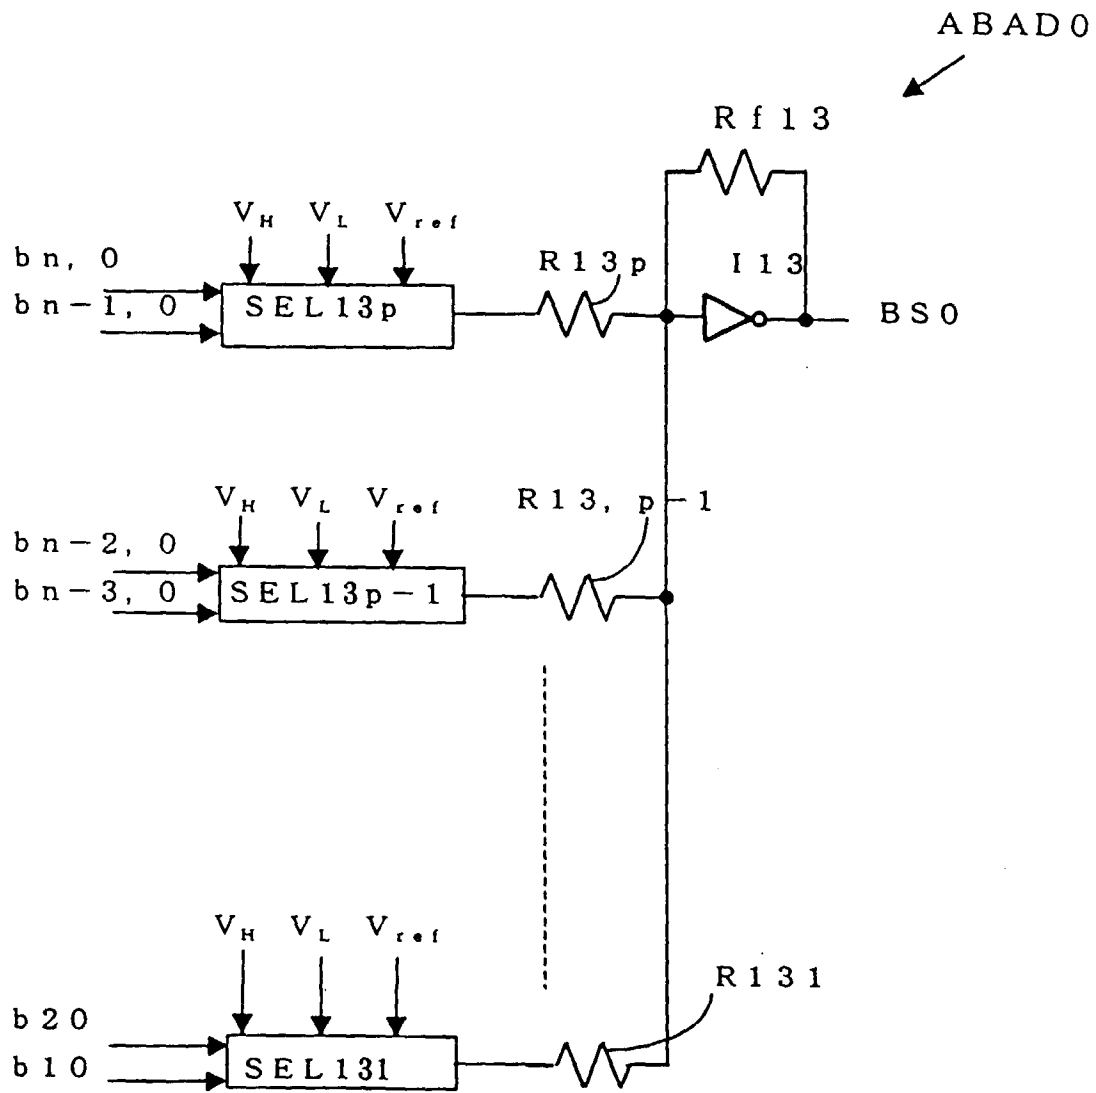 ABAD0
Rf13
VH VL Vref
bn, 0
R13p
I13
bn-1, 0
SEL13p
BS0
VH VL Vref
R13, p-1
bn-2, 0
bn-3, 0
SEL13p-1
VH VL Vref
R131
b20
b10
SEL131